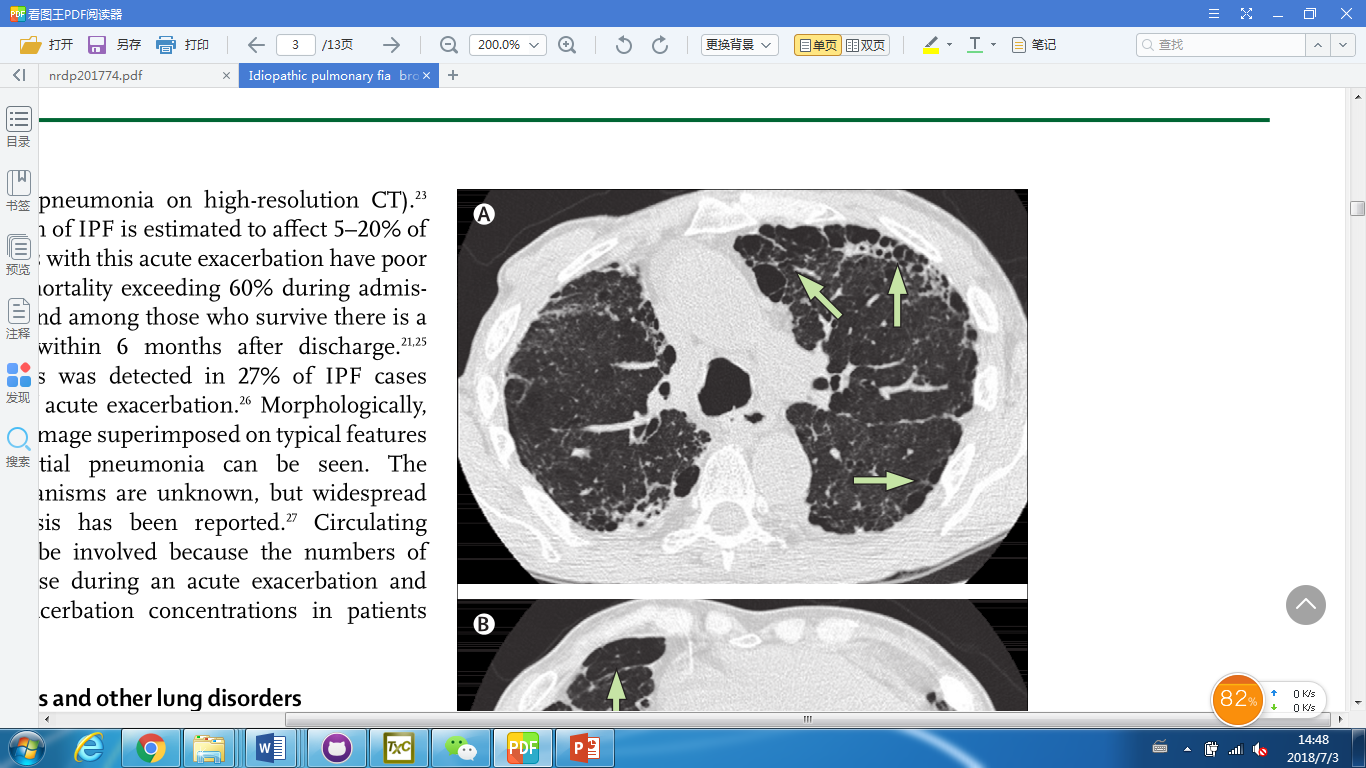 看图王PDF阅读器
打开 另存 打印 3 /13页 200.0% 更换背景 单页 双页 T 笔记 查找
nrdp201774.pdf × Idiopathic pulmonary fia bro × +
目录
书签
预览
注释
发现
搜索
pneumonia on high-resolution CT).23
n of IPF is estimated to affect 5–20% of
s with this acute exacerbation have poor
ortality exceeding 60% during admis-
nd among those who survive there is a
within 6 months after discharge.21,25
s was detected in 27% of IPF cases
acute exacerbation.26 Morphologically,
mage superimposed on typical features
tial pneumonia can be seen. The
anisms are unknown, but widespread
sis has been reported.27 Circulating
be involved because the numbers of
se during an acute exacerbation and
cerbation concentrations in patients
s and other lung disorders
A
B
82%
0 K/s
0 K/s
W TXC PDF P
14:48
2018/7/3